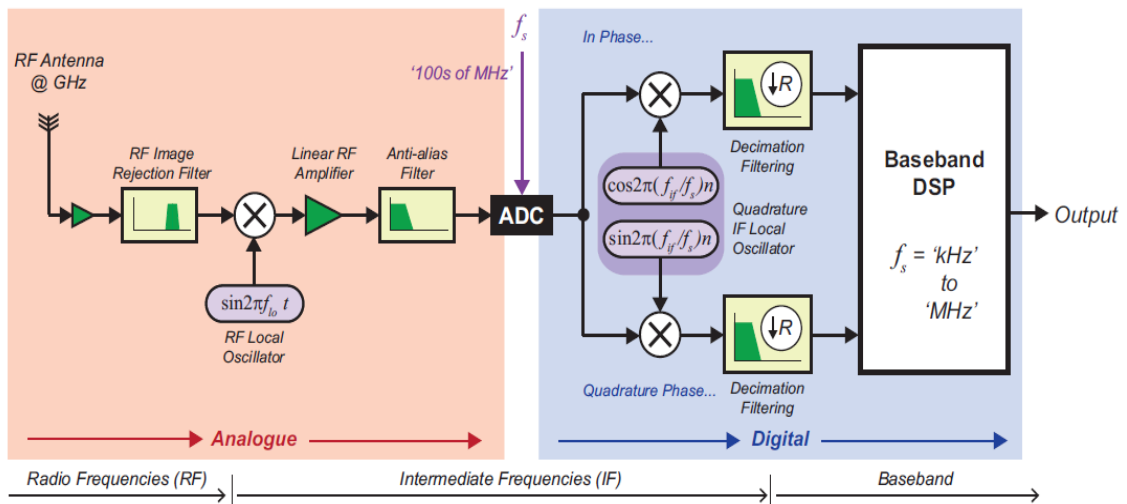 RF Antenna
@ GHz
RF Image
Rejection Filter
sin2πf_lo t
RF Local
Oscillator
Linear RF
Amplifier
Anti-alias
Filter
f_s
‘100s of MHz’
ADC
In Phase...
cos2π(f_if/f_s)n
sin2π(f_if/f_s)n
Quadrature
IF Local
Oscillator
↓R
Decimation
Filtering
Quadrature Phase...
↓R
Decimation
Filtering
Baseband
DSP
f_s = ‘kHz’
to
‘MHz’
Output
Analogue
Digital
Radio Frequencies (RF)
Intermediate Frequencies (IF)
Baseband